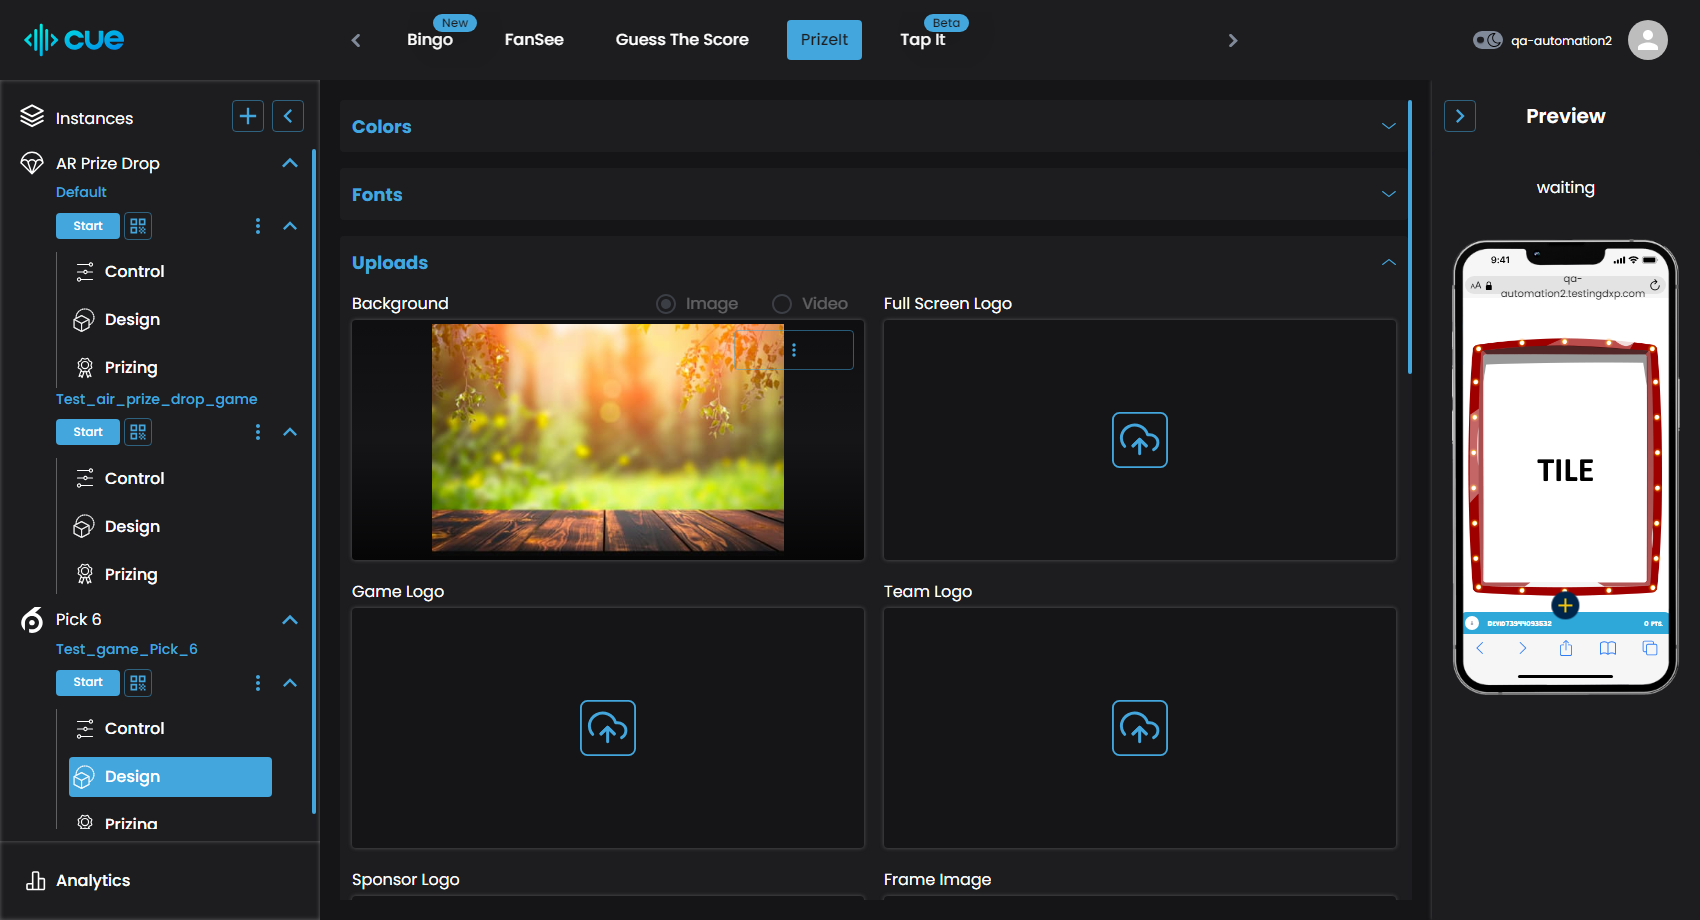 cue
Bingo
New
FanSee
Guess The Score
PrizeIt
Tap It
Beta
qa-automation2
Instances
AR Prize Drop
Default
Start
Control
Design
Prizing
Test_air_prize_drop_game
Start
Control
Design
Prizing
Pick 6
Test_game_Pick_6
Start
Control
Design
Prizing
Analytics
Colors
Fonts
Uploads
Background
Image
Video
Full Screen Logo
Game Logo
Team Logo
Sponsor Logo
Frame Image
Preview
waiting
9:41
AA
qa-
automation2.testingdxp.com
TILE
0 PTS.